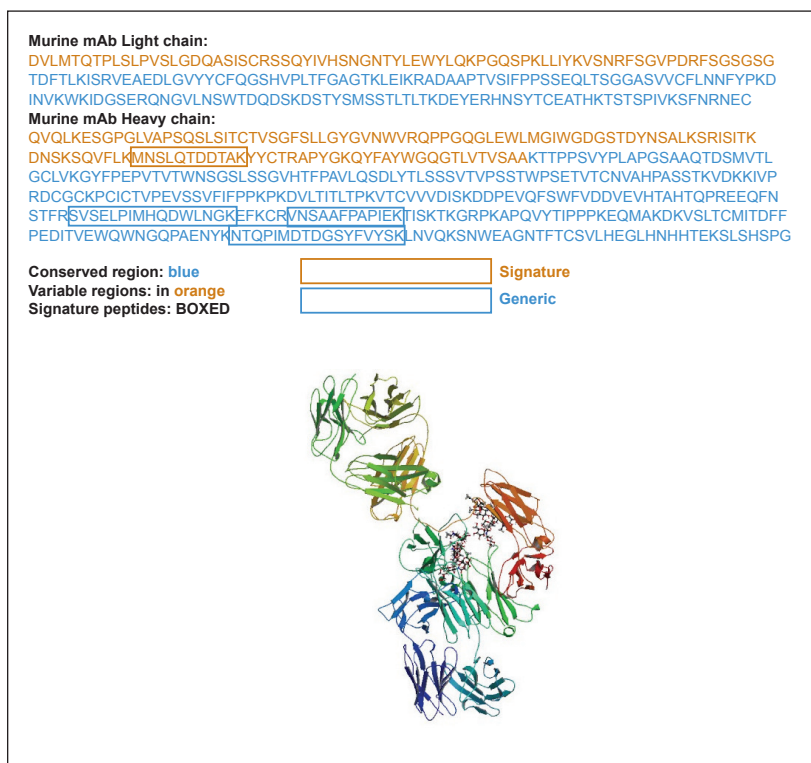 Murine mAb Light chain:
DVLMTQTPLSLPVSLGDQASISCRSSQYIVHSNGNTYLEWYLQKPGQSPKLLIYKVSNRFSGVPDRFSGSGSG
TDFTLKISRVEAEDLGVYYCFQGSHVPLTFGAGTKLEIKRADAAPTVSIFPPSSEQLTSGGASVVCFLNNFYPKD
INVKWKIDGSERQNGVLNSWTDQDSKDSTYSMSSTLTLTKDEYERHNSYTCEATHKTSTSPIVKSFNRNEC
Murine mAb Heavy chain:
QVQLKESGPGLVAPSQSLSITCTVSGFSLLGYGVNWVRQPPGQGLEWLMGIWGDGSTDYNSALKSRISITK
DNSKSQVFLKMNSLQTDDTAKYYCTRAPYGKQYFAYWGQGTLVTVSAAKTTPPSVYPLAPGSAAQTDSMVTL
GCLVKGYFPEPVTVTWNSGSLSSGVHTFPAVLQSDLYTLSSSVTVPSSTWPSETVTCNVAHPASSTKVDKKIVP
RDCGCKPCICTVPEVSSVFIFPPKPKDVLTITLTPKVTCVVVDISKDDPEVQFSWFVDDVEVHTAHTQPREEQFN
STFRSVSELPIMHQDWLNGKEFKCRVNSAAFPAPIEKTISKTKGRPKAPQVYTIPPPKEQMAKDKVSLTCMITDFF
PEDITVEWQWNGQPAENYKNTQPIMDTDGSYFVYSKLNVQKSNWEAGNTFTCSVLHEGLHNHHTEKSLSHSPG
Conserved region: blue
Signature
Variable regions: in orange
Generic
Signature peptides: BOXED